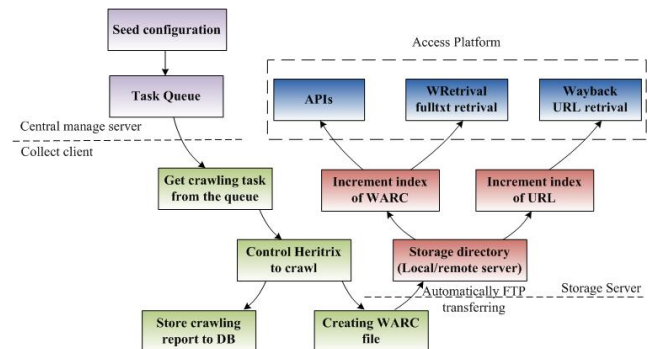 Seed configuration
Access Platform
Task Queue
APIs
WRetrival
fulltxt retrival
Wayback
URL retrival
Central manage server
Collect client
Get crawling task
from the queue
Increment index
of WARC
Increment index
of URL
Control Heritrix
to crawl
Storage directory
(Local/remote server)
Automatically FTP
transferring
Storage Server
Store crawling
report to DB
Creating WARC
file